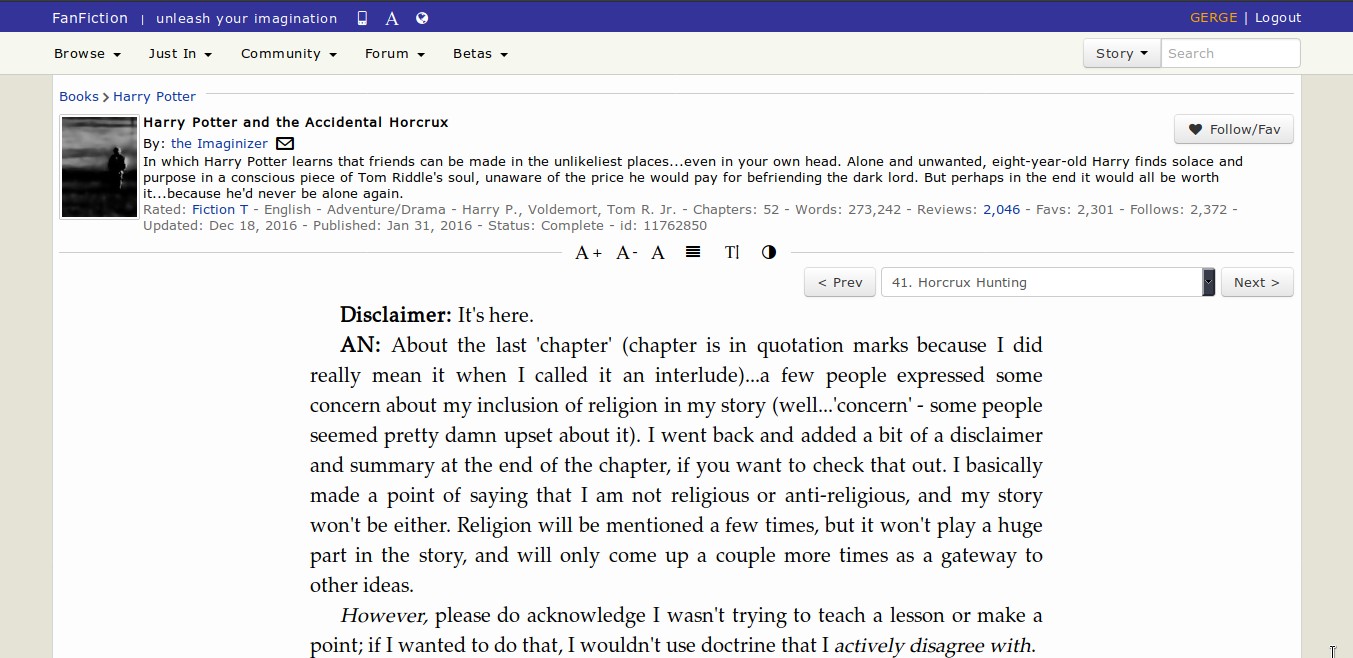 FanFiction | unleash your imagination A GERGE | Logout
Browse Just In Community Forum Betas Story Search
Books > Harry Potter
Harry Potter and the Accidental Horcrux
Follow/Fav
By: the Imaginizer
In which Harry Potter learns that friends can be made in the unlikeliest places...even in your own head. Alone and unwanted, eight-year-old Harry finds solace and
purpose in a conscious piece of Tom Riddle's soul, unaware of the price he would pay for befriending the dark lord. But perhaps in the end it would all be worth
it...because he'd never be alone again.
Rated: Fiction T - English - Adventure/Drama - Harry P., Voldemort, Tom R. Jr. - Chapters: 52 - Words: 273,242 - Reviews: 2,046 - Favs: 2,301 - Follows: 2,372 -
Updated: Dec 18, 2016 - Published: Jan 31, 2016 - Status: Complete - id: 11762850
A+ A- A T|
< Prev 41. Horcrux Hunting Next >
Disclaimer: It's here.
AN: About the last 'chapter' (chapter is in quotation marks because I did
really mean it when I called it an interlude)...a few people expressed some
concern about my inclusion of religion in my story (well...'concern' - some people
seemed pretty damn upset about it). I went back and added a bit of a disclaimer
and summary at the end of the chapter, if you want to check that out. I basically
made a point of saying that I am not religious or anti-religious, and my story
won't be either. Religion will be mentioned a few times, but it won't play a huge
part in the story, and will only come up a couple more times as a gateway to
other ideas.
However, please do acknowledge I wasn't trying to teach a lesson or make a
point; if I wanted to do that, I wouldn't use doctrine that I actively disagree with.